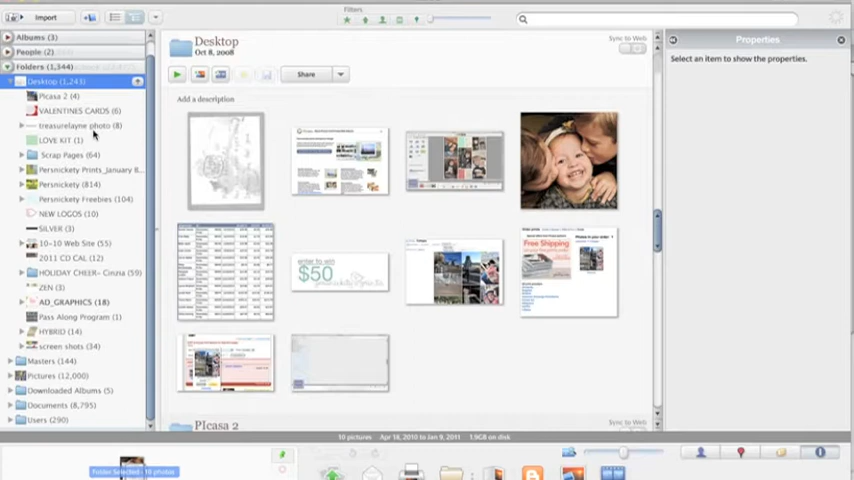 Import
Filters
Albums (3)
People (2)
Folders (1,344)
Desktop (1,243)
Picasa 2 (4)
VALENTINES CARDS (6)
treasurelayne photo (8)
LOVE KIT (1)
Scrap Pages (64)
Persnickety Prints_January B...
Persnickety (814)
Persnickety Freebies (104)
NEW LOGOS (10)
SILVER (3)
10-10 Web Site (55)
2011 CD CAL (12)
HOLIDAY CHEER- Cinzia (59)
ZEN (3)
AD_GRAPHICS (18)
Pass Along Program (1)
HYBRID (14)
screen shots (34)
Masters (144)
Pictures (12,000)
Downloaded Albums (5)
Documents (8,795)
Users (290)
Desktop
Oct 8, 2008
Sync to Web
Share
Add a description
enter to win
$50
Free Shipping
PIcasa 2
Sync to Web
10 pictures Apr 18, 2010 to Jan 9, 2011 1.9GB on disk
Properties
Select an item to show the properties.
Folder Selected - 10 photos